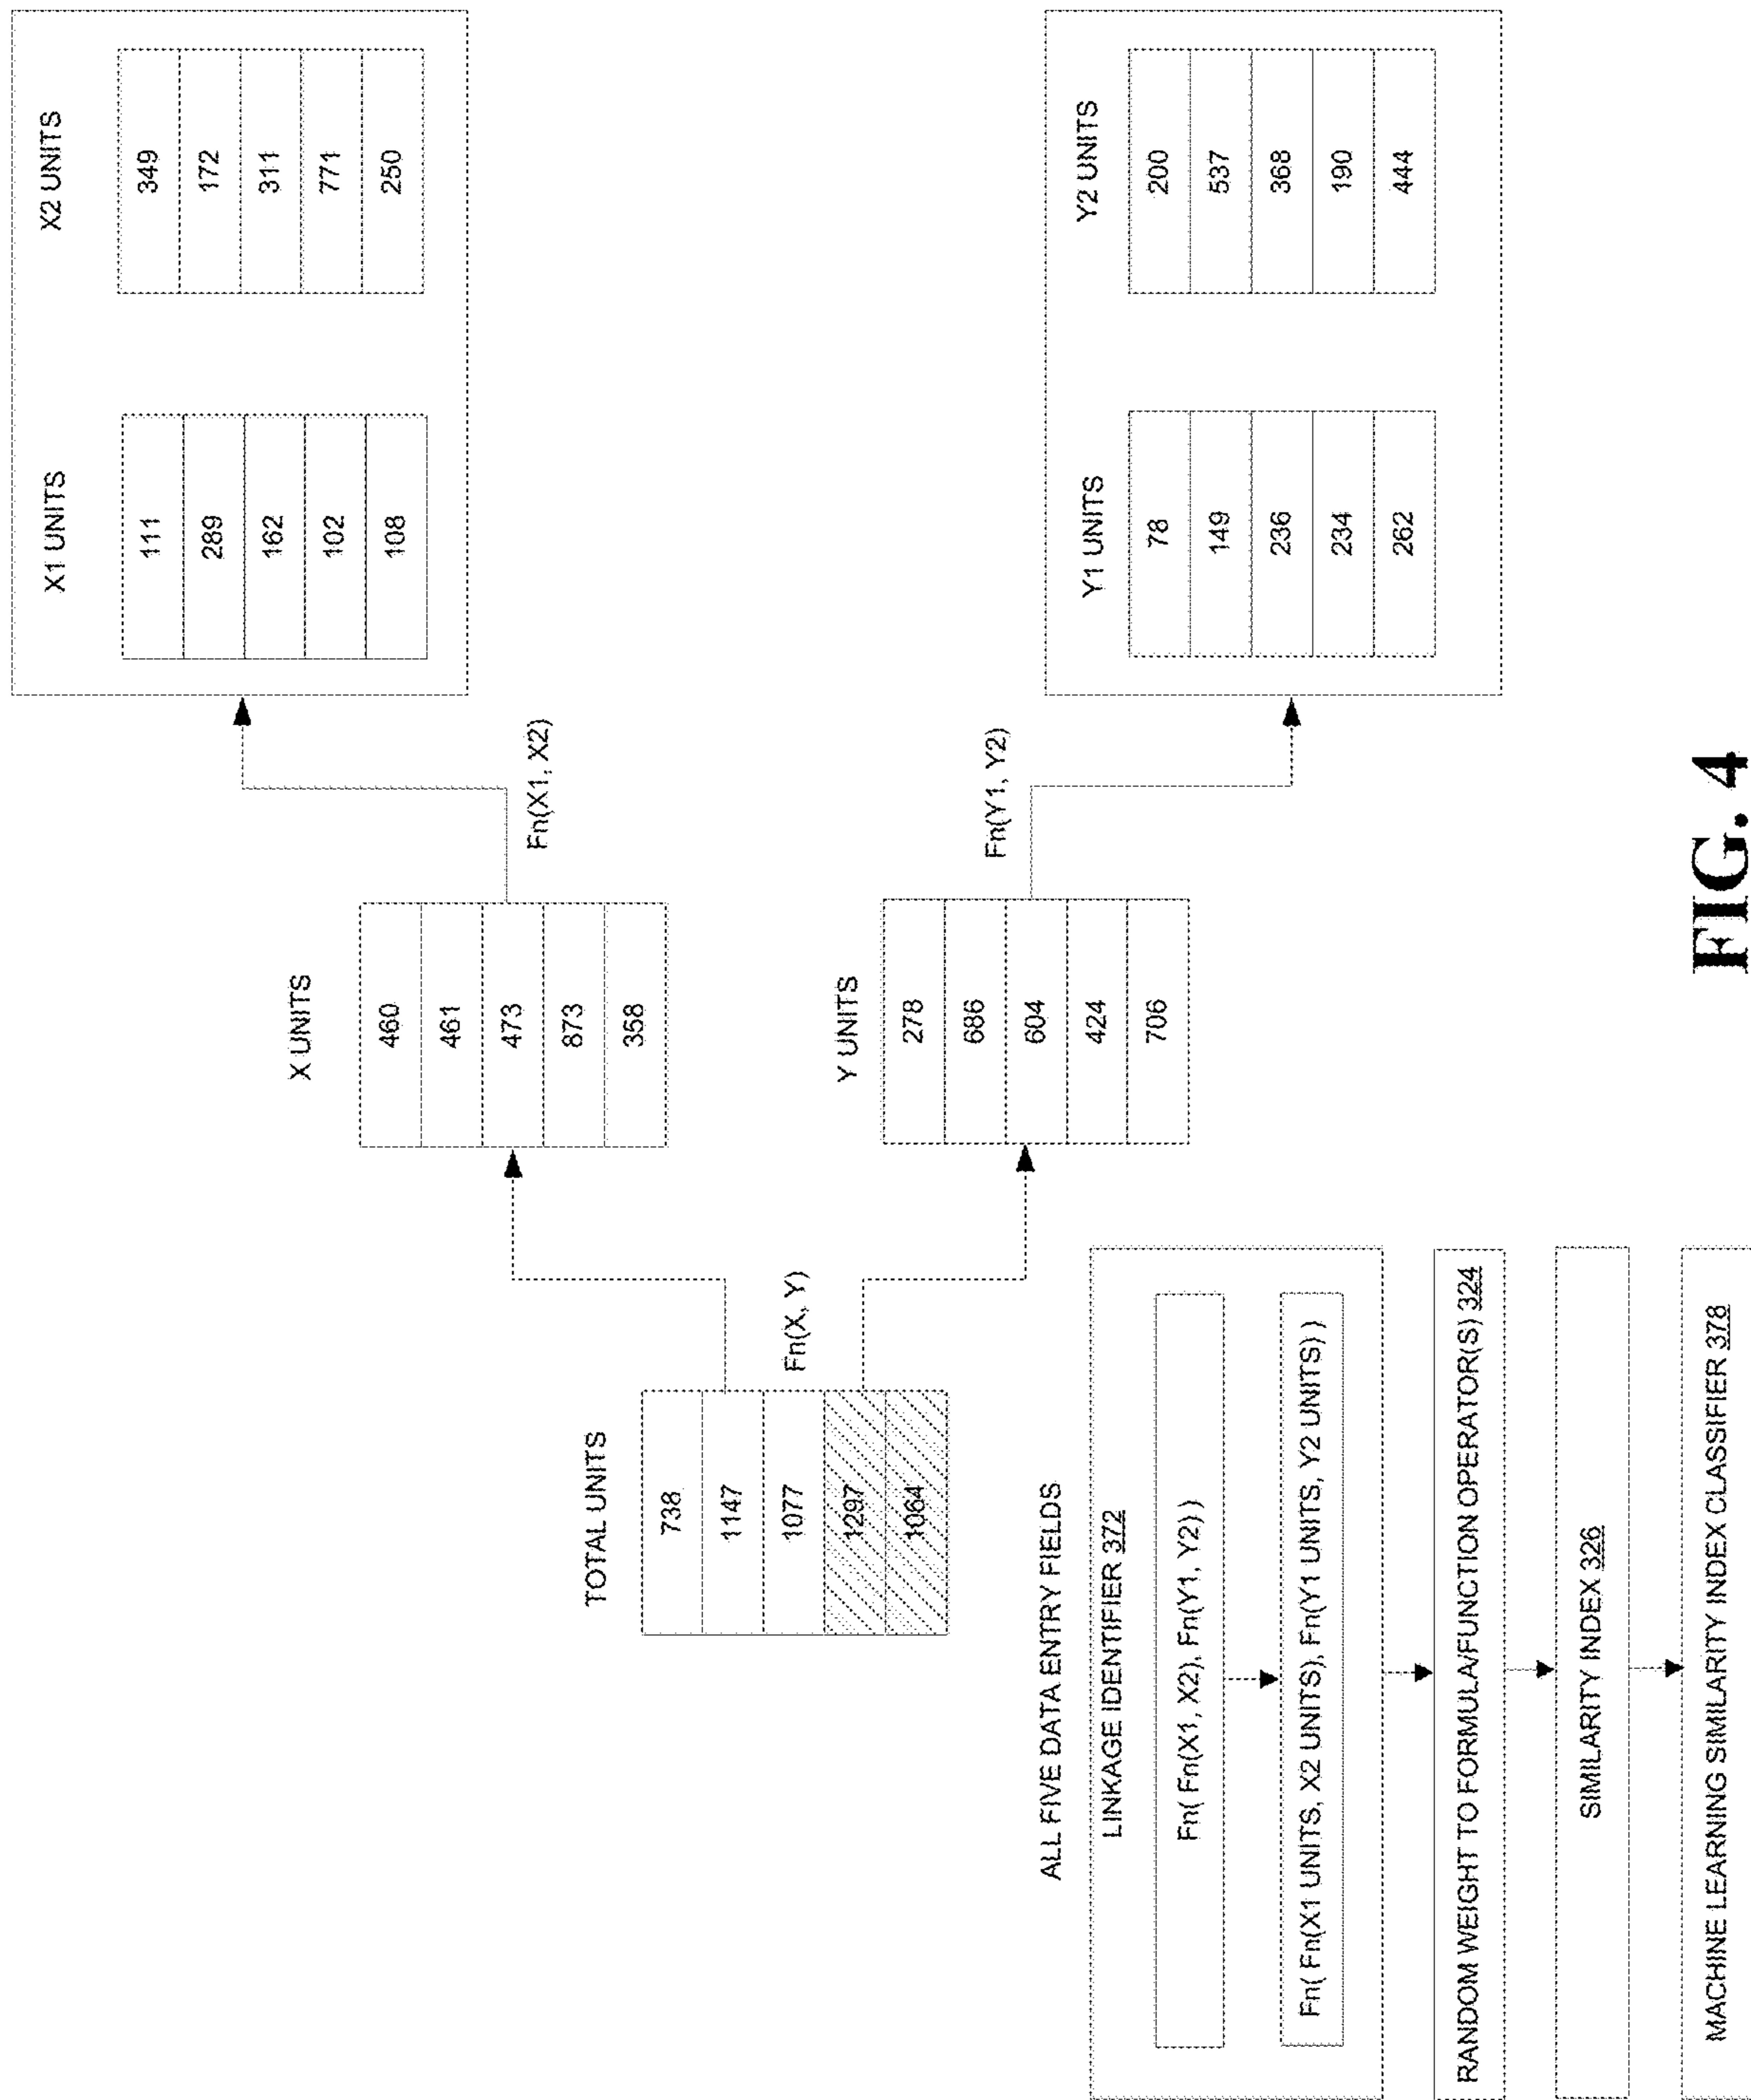 TOTAL UNITS
738
1147
1077
1297
1064
Fn(X, Y)
X UNITS
460
461
473
873
358
Fn(X1, X2)
X1 UNITS
111
289
162
102
108
X2 UNITS
349
172
311
771
250
Y UNITS
278
686
604
424
706
Fn(Y1, Y2)
Y1 UNITS
78
149
236
234
262
Y2 UNITS
200
537
368
190
444
ALL FIVE DATA ENTRY FIELDS
LINKAGE IDENTIFIER 372
Fn( Fn(X1, X2), Fn(Y1, Y2) )
Fn( Fn(X1 UNITS, X2 UNITS), Fn(Y1 UNITS, Y2 UNITS) )
RANDOM WEIGHT TO FORMULA/FUNCTION OPERATOR(S) 324
SIMILARITY INDEX 326
MACHINE LEARNING SIMILARITY INDEX CLASSIFIER 378
FIG. 4